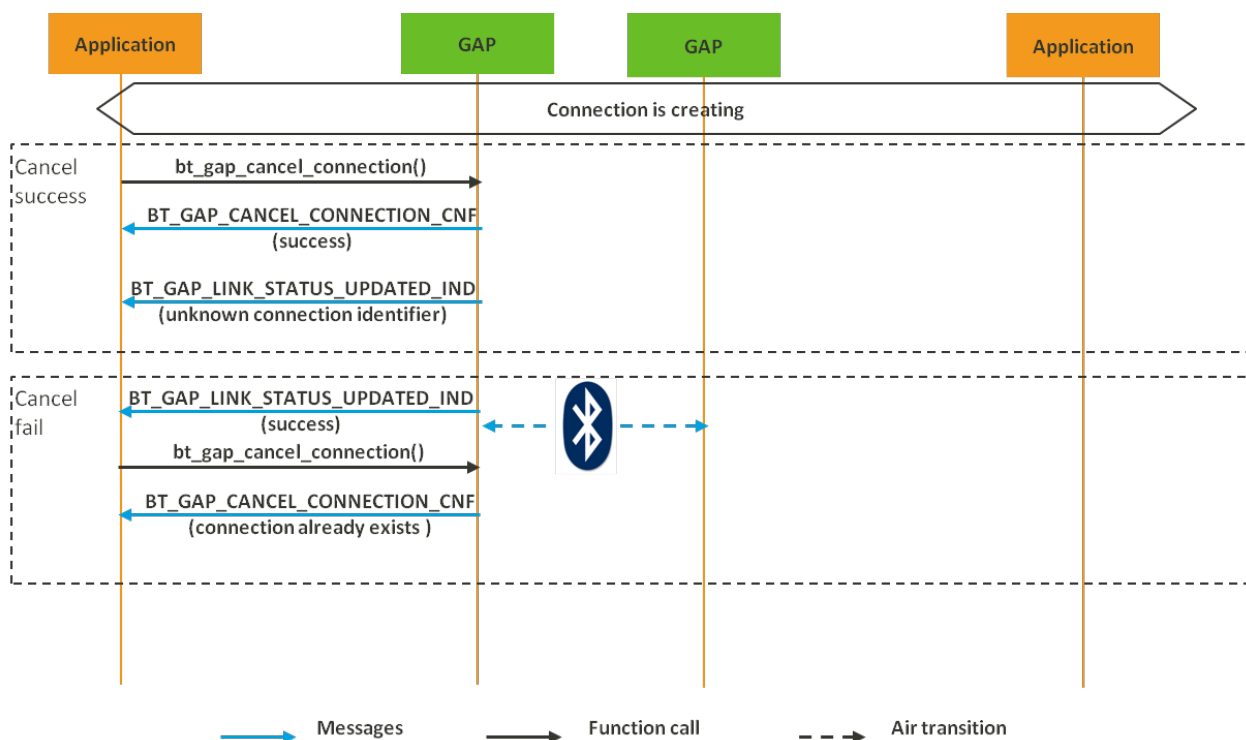 Application
GAP
GAP
Application
Connection is creating
Cancel
success
bt_gap_cancel_connection()
BT_GAP_CANCEL_CONNECTION_CNF
(success)
BT_GAP_LINK_STATUS_UPDATED_IND
(unknown connection identifier)
Cancel
fail
BT_GAP_LINK_STATUS_UPDATED_IND
(success)
bt_gap_cancel_connection()
BT_GAP_CANCEL_CONNECTION_CNF
(connection already exists )
Messages
Function call
Air transition